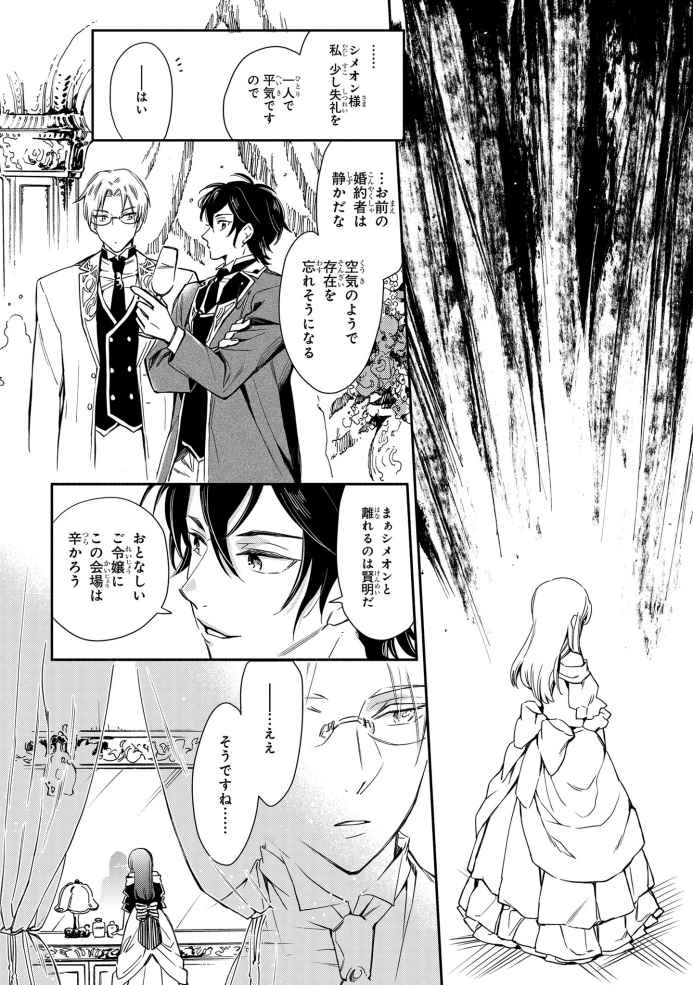 ……
シメオン様
私 少し失礼を
一人で
平気です
ので
──はい
…お前の
婚約者は
静かだな
空気のようで
存在を
忘れそうになる
まぁシメオンと
離れるのは賢明だ
おとなしい
ご令嬢に
この会場は
辛かろう
──…ええ
そうですね……